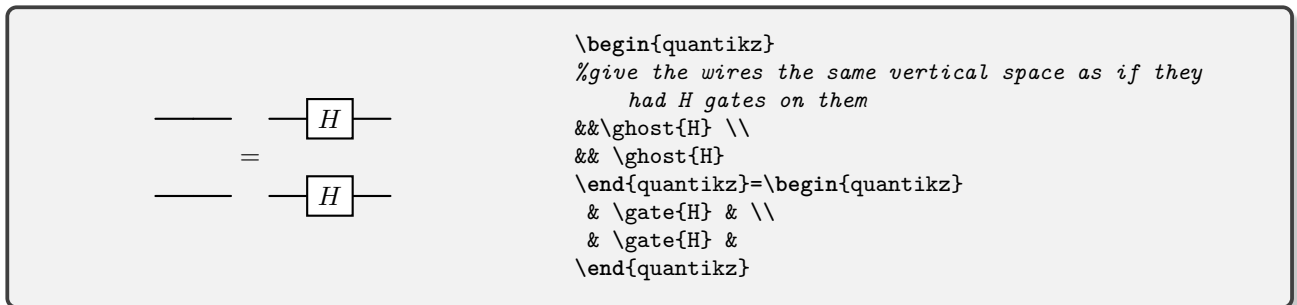 H
=
H
\begin{quantikz}
%give the wires the same vertical space as if they
had H gates on them
&&\ghost{H} \\
&& \ghost{H}
\end{quantikz}=\begin{quantikz}
& \gate{H} & \\
& \gate{H} &
\end{quantikz}